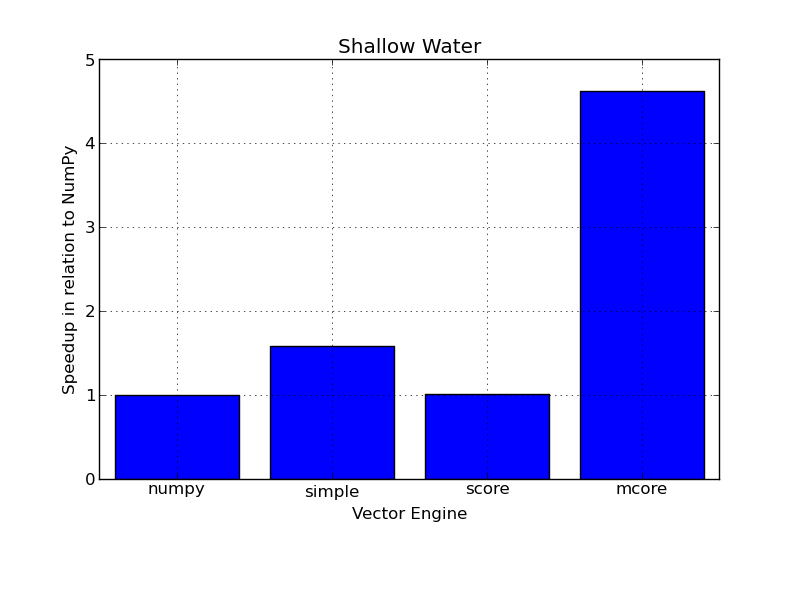 Shallow Water
Speedup in relation to NumPy
5
4
3
2
1
0
numpy
simple
score
mcore
Vector Engine